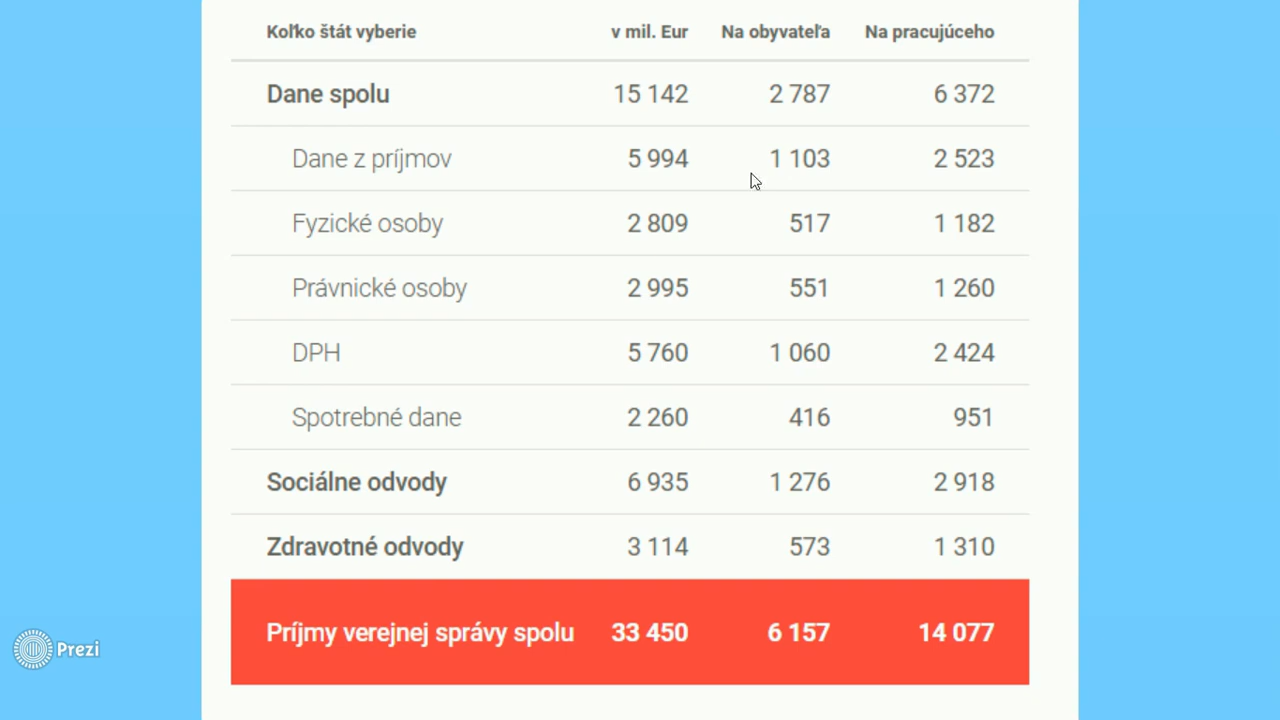 Koľko štát vyberie v mil. Eur Na obyvateľa Na pracujúceho
Dane spolu 15 142 2 787 6 372
Dane z príjmov 5 994 1 103 2 523
Fyzické osoby 2 809 517 1 182
Právnické osoby 2 995 551 1 260
DPH 5 760 1 060 2 424
Spotrebné dane 2 260 416 951
Sociálne odvody 6 935 1 276 2 918
Zdravotné odvody 3 114 573 1 310
Príjmy verejnej správy spolu 33 450 6 157 14 077
Prezi